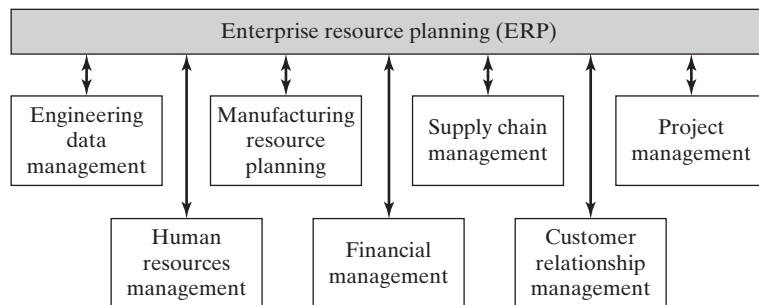 Enterprise resource planning (ERP)
Engineering
data
management
Manufacturing
resource
planning
Supply chain
management
Project
management
Human
resources
management
Financial
management
Customer
relationship
management